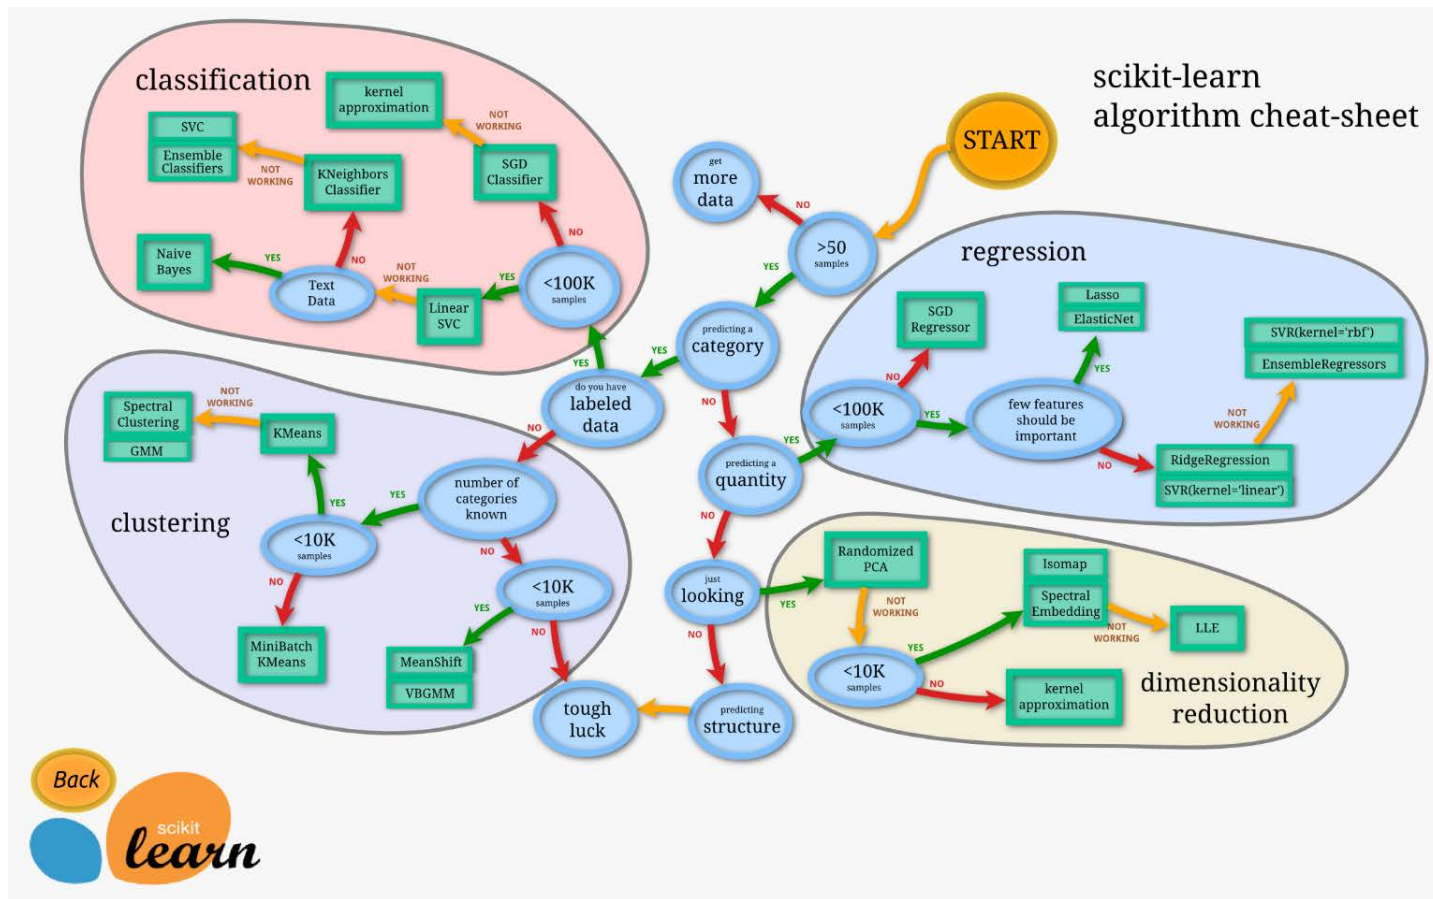 scikit-learn
algorithm cheat-sheet
START
classification
kernel
approximation
NOT
WORKING
SVC
Ensemble
Classifiers
NOT
WORKING
KNeighbors
Classifier
SGD
Classifier
NO
Naive
Bayes
YES
Text
Data
NO
NOT
WORKING
Linear
SVC
YES
<100K
samples
YES
get
more
data
NO
>50
samples
YES
predicting a
category
YES
NO
do you have
labeled
data
NO
predicting a
quantity
YES
NO
just
looking
YES
NO
predicting
structure
tough
luck
regression
SGD
Regressor
NO
<100K
samples
YES
Lasso
ElasticNet
YES
few features
should be
important
NO
SVR(kernel='rbf')
EnsembleRegressors
NOT
WORKING
RidgeRegression
SVR(kernel='linear')
clustering
Spectral
Clustering
GMM
NOT
WORKING
KMeans
YES
<10K
samples
NO
YES
number of
categories
known
NO
<10K
samples
YES
NO
MiniBatch
KMeans
MeanShift
VBGMM
dimensionality
reduction
Randomized
PCA
NOT
WORKING
<10K
samples
YES
NO
Isomap
Spectral
Embedding
NOT
WORKING
LLE
kernel
approximation
Back
scikit
learn